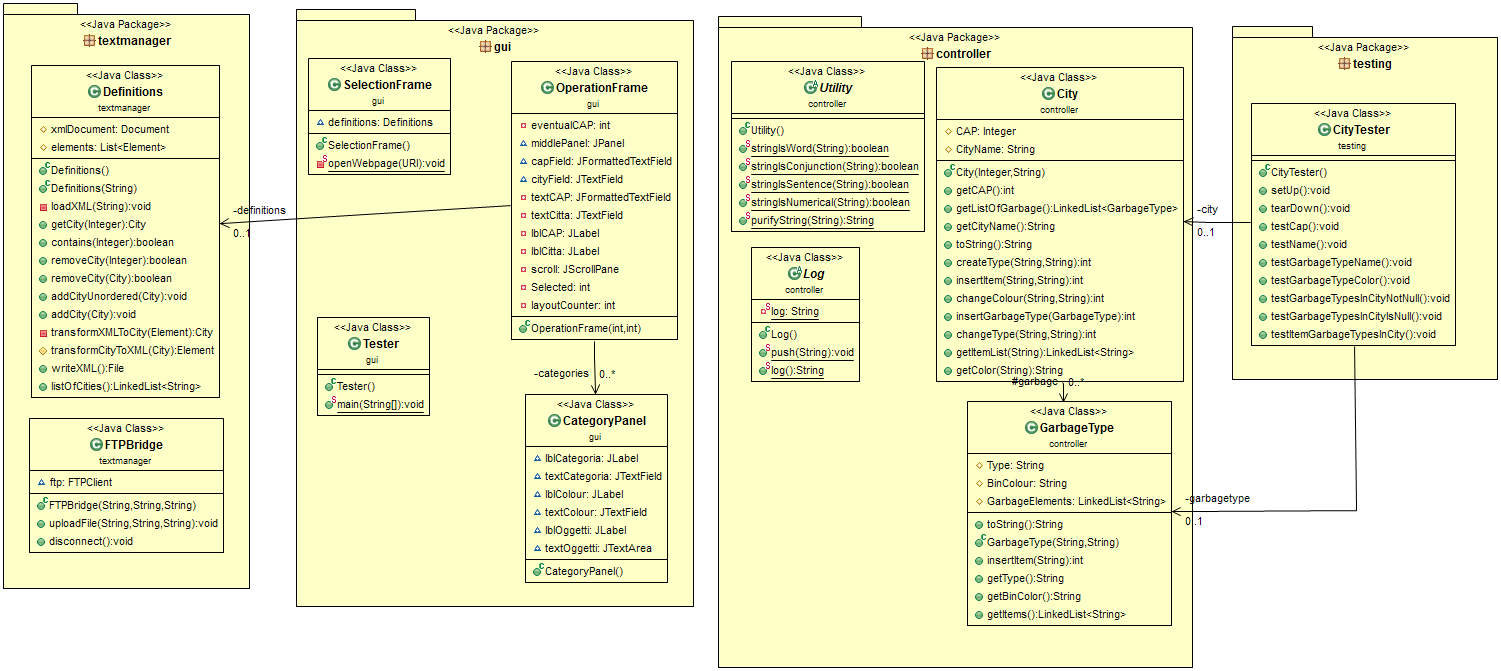 <<Java Package>>
textmanager
<<Java Class>>
Definitions
textmanager
xmlDocument: Document
elements: List<Element>
Definitions()
Definitions(String)
loadXML(String):void
getCity(Integer):City
contains(Integer):boolean
removeCity(Integer):boolean
removeCity(City):boolean
addCityUnordered(City):void
addCity(City):void
transformXMLToCity(Element):City
transformCityToXML(City):Element
writeXML():File
listOfCities():LinkedList<String>
<<Java Class>>
FTPBridge
textmanager
ftp: FTPClient
FTPBridge(String,String,String)
uploadFile(String,String,String):void
disconnect():void
-definitions
0..1
<<Java Package>>
gui
<<Java Class>>
SelectionFrame
gui
definitions: Definitions
SelectionFrame()
openWebpage(URI):void
<<Java Class>>
OperationFrame
gui
eventualCAP: int
middlePanel: JPanel
capField: JFormattedTextField
cityField: JTextField
textCAP: JFormattedTextField
textCitta: JTextField
lblCAP: JLabel
lblCitta: JLabel
scroll: JScrollPane
Selected: int
layoutCounter: int
OperationFrame(int,int)
<<Java Class>>
Tester
gui
Tester()
main(String[]):void
-categories
0..*
<<Java Class>>
CategoryPanel
gui
lblCategoria: JLabel
textCategoria: JTextField
lblColour: JLabel
textColour: JTextField
lblOggetti: JLabel
textOggetti: JTextArea
CategoryPanel()
<<Java Package>>
controller
<<Java Class>>
Utility
controller
Utility()
stringIsWord(String):boolean
stringIsConjunction(String):boolean
stringIsSentence(String):boolean
stringIsNumerical(String):boolean
purifyString(String):String
<<Java Class>>
Log
controller
log: String
Log()
push(String):void
log():String
<<Java Class>>
City
controller
CAP: Integer
CityName: String
City(Integer,String)
getCAP():int
getListOfGarbage():LinkedList<GarbageType>
getCityName():String
toString():String
createType(String,String):int
insertItem(String,String):int
changeColour(String,String):int
insertGarbageType(GarbageType):int
changeType(String,String):int
getItemList(String):LinkedList<String>
getColor(String):String
#garbage
0..*
<<Java Class>>
GarbageType
controller
Type: String
BinColour: String
GarbageElements: LinkedList<String>
toString():String
GarbageType(String,String)
insertItem(String):int
getType():String
getBinColor():String
getItems():LinkedList<String>
-city
0..1
-garbagetype
0..1
<<Java Package>>
testing
<<Java Class>>
CityTester
testing
CityTester()
setUp():void
tearDown():void
testCap():void
testName():void
testGarbageTypeName():void
testGarbageTypeColor():void
testGarbageTypesInCityNotNull():void
testGarbageTypesInCityIsNull():void
testItemGarbageTypesInCity():void